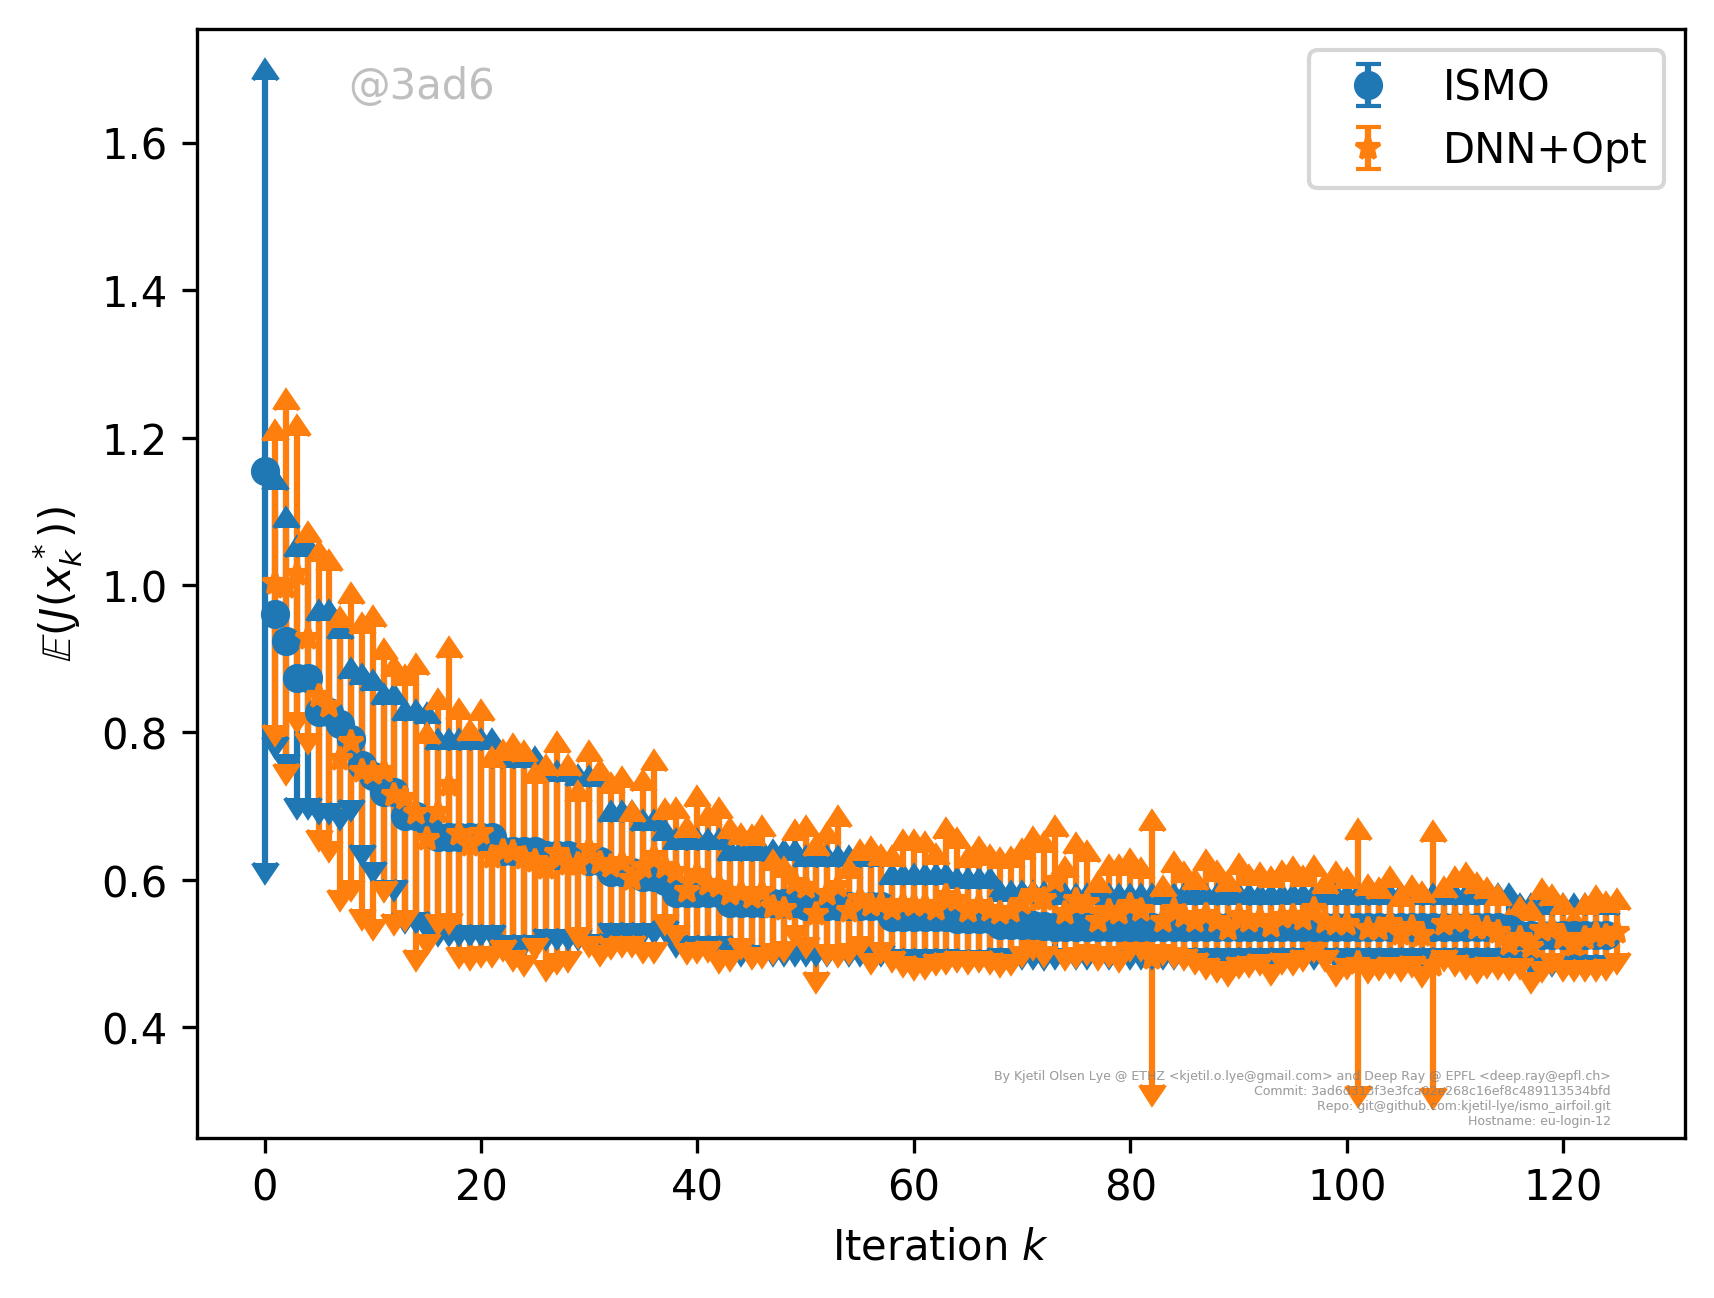 @3ad6
ISMO
DNN+Opt
1.6
1.4
1.2
1.0
0.8
0.6
0.4
𝔼(J(x*k))
0 20 40 60 80 100 120
Iteration k
By Kjetil Olsen Lye @ ETHZ <kjetil.o.lye@gmail.com> and Deep Ray @ EPFL <deep.ray@epfl.ch>
Commit:
Repo: git@github.com:kjetil-lye/ismo_airfoil.git
Hostname: eu-login-12